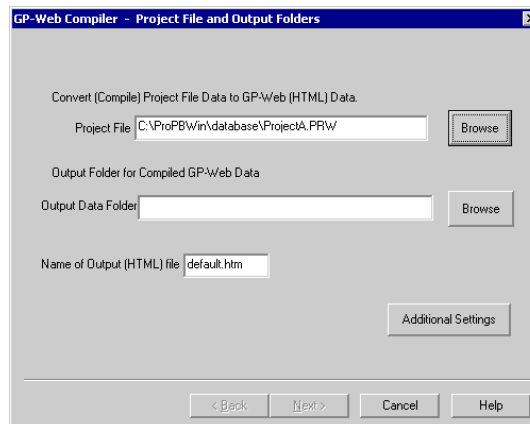 GP-Web Compiler - Project File and Output Folders
Convert (Compile) Project File Data to GP-Web (HTML) Data.
Project File C:\ProPBWin\database\ProjectA.PRW Browse
Output Folder for Compiled GP-Web Data
Output Data Folder Browse
Name of Output (HTML) file default.htm
Additional Settings
< Back Next > Cancel Help